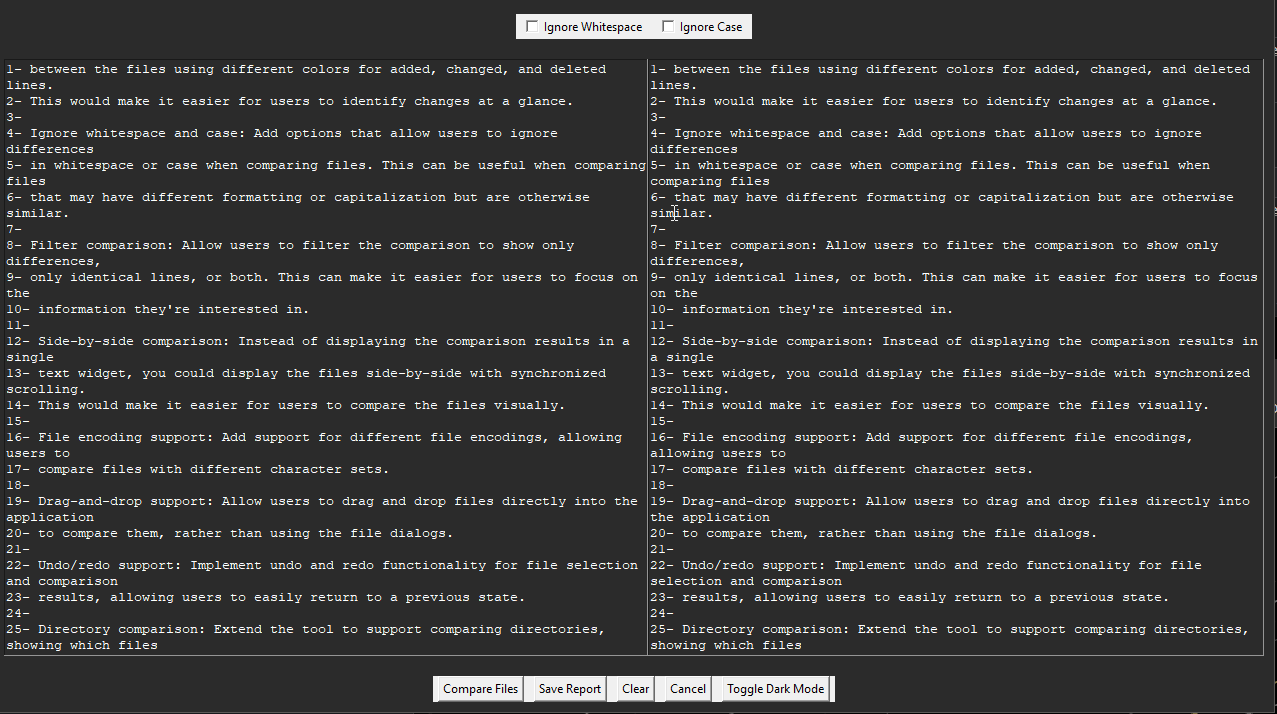 Ignore Whitespace Ignore Case
1- between the files using different colors for added, changed, and deleted
lines.
2- This would make it easier for users to identify changes at a glance.
3-
4- Ignore whitespace and case: Add options that allow users to ignore
differences
5- in whitespace or case when comparing files. This can be useful when comparing
files
6- that may have different formatting or capitalization but are otherwise
similar.
7-
8- Filter comparison: Allow users to filter the comparison to show only
differences,
9- only identical lines, or both. This can make it easier for users to focus on
the
10- information they're interested in.
11-
12- Side-by-side comparison: Instead of displaying the comparison results in a
single
13- text widget, you could display the files side-by-side with synchronized
scrolling.
14- This would make it easier for users to compare the files visually.
15-
16- File encoding support: Add support for different file encodings, allowing
users to
17- compare files with different character sets.
18-
19- Drag-and-drop support: Allow users to drag and drop files directly into the
application
20- to compare them, rather than using the file dialogs.
21-
22- Undo/redo support: Implement undo and redo functionality for file selection
and comparison
23- results, allowing users to easily return to a previous state.
24-
25- Directory comparison: Extend the tool to support comparing directories,
showing which files
1- between the files using different colors for added, changed, and deleted
lines.
2- This would make it easier for users to identify changes at a glance.
3-
4- Ignore whitespace and case: Add options that allow users to ignore
differences
5- in whitespace or case when comparing files. This can be useful when
comparing files
6- that may have different formatting or capitalization but are otherwise
similar.
7-
8- Filter comparison: Allow users to filter the comparison to show only
differences,
9- only identical lines, or both. This can make it easier for users to focus
on the
10- information they're interested in.
11-
12- Side-by-side comparison: Instead of displaying the comparison results in
a single
13- text widget, you could display the files side-by-side with synchronized
scrolling.
14- This would make it easier for users to compare the files visually.
15-
16- File encoding support: Add support for different file encodings,
allowing users to
17- compare files with different character sets.
18-
19- Drag-and-drop support: Allow users to drag and drop files directly into
the application
20- to compare them, rather than using the file dialogs.
21-
22- Undo/redo support: Implement undo and redo functionality for file
selection and comparison
23- results, allowing users to easily return to a previous state.
24-
25- Directory comparison: Extend the tool to support comparing directories,
showing which files
Compare Files Save Report Clear Cancel Toggle Dark Mode